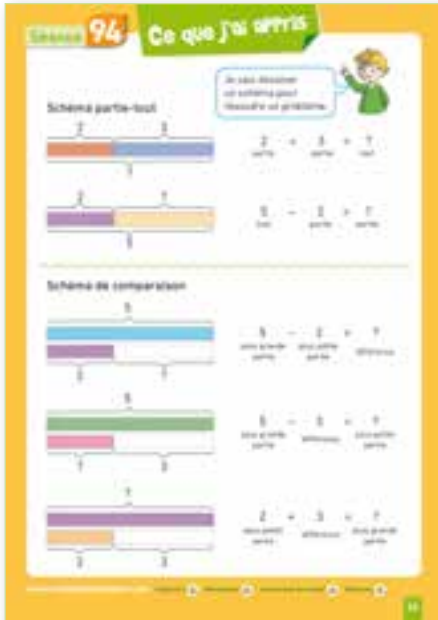 Séance 94
Ce que j'ai appris
Je sais dessiner
un schéma pour
résoudre un problème.
Schéma partie-tout
2 3
2 + 3 = ?
partie partie tout
?
2 ?
5 - 2 = ?
tout partie partie
5
Schéma de comparaison
5
5 - 2 = ?
plus grande partie plus petite partie différence
2 ?
5
5 - 3 = ?
plus grande partie différence plus petite partie
? 3
?
2 + 3 = ?
plus petite partie différence plus grande partie
2 3